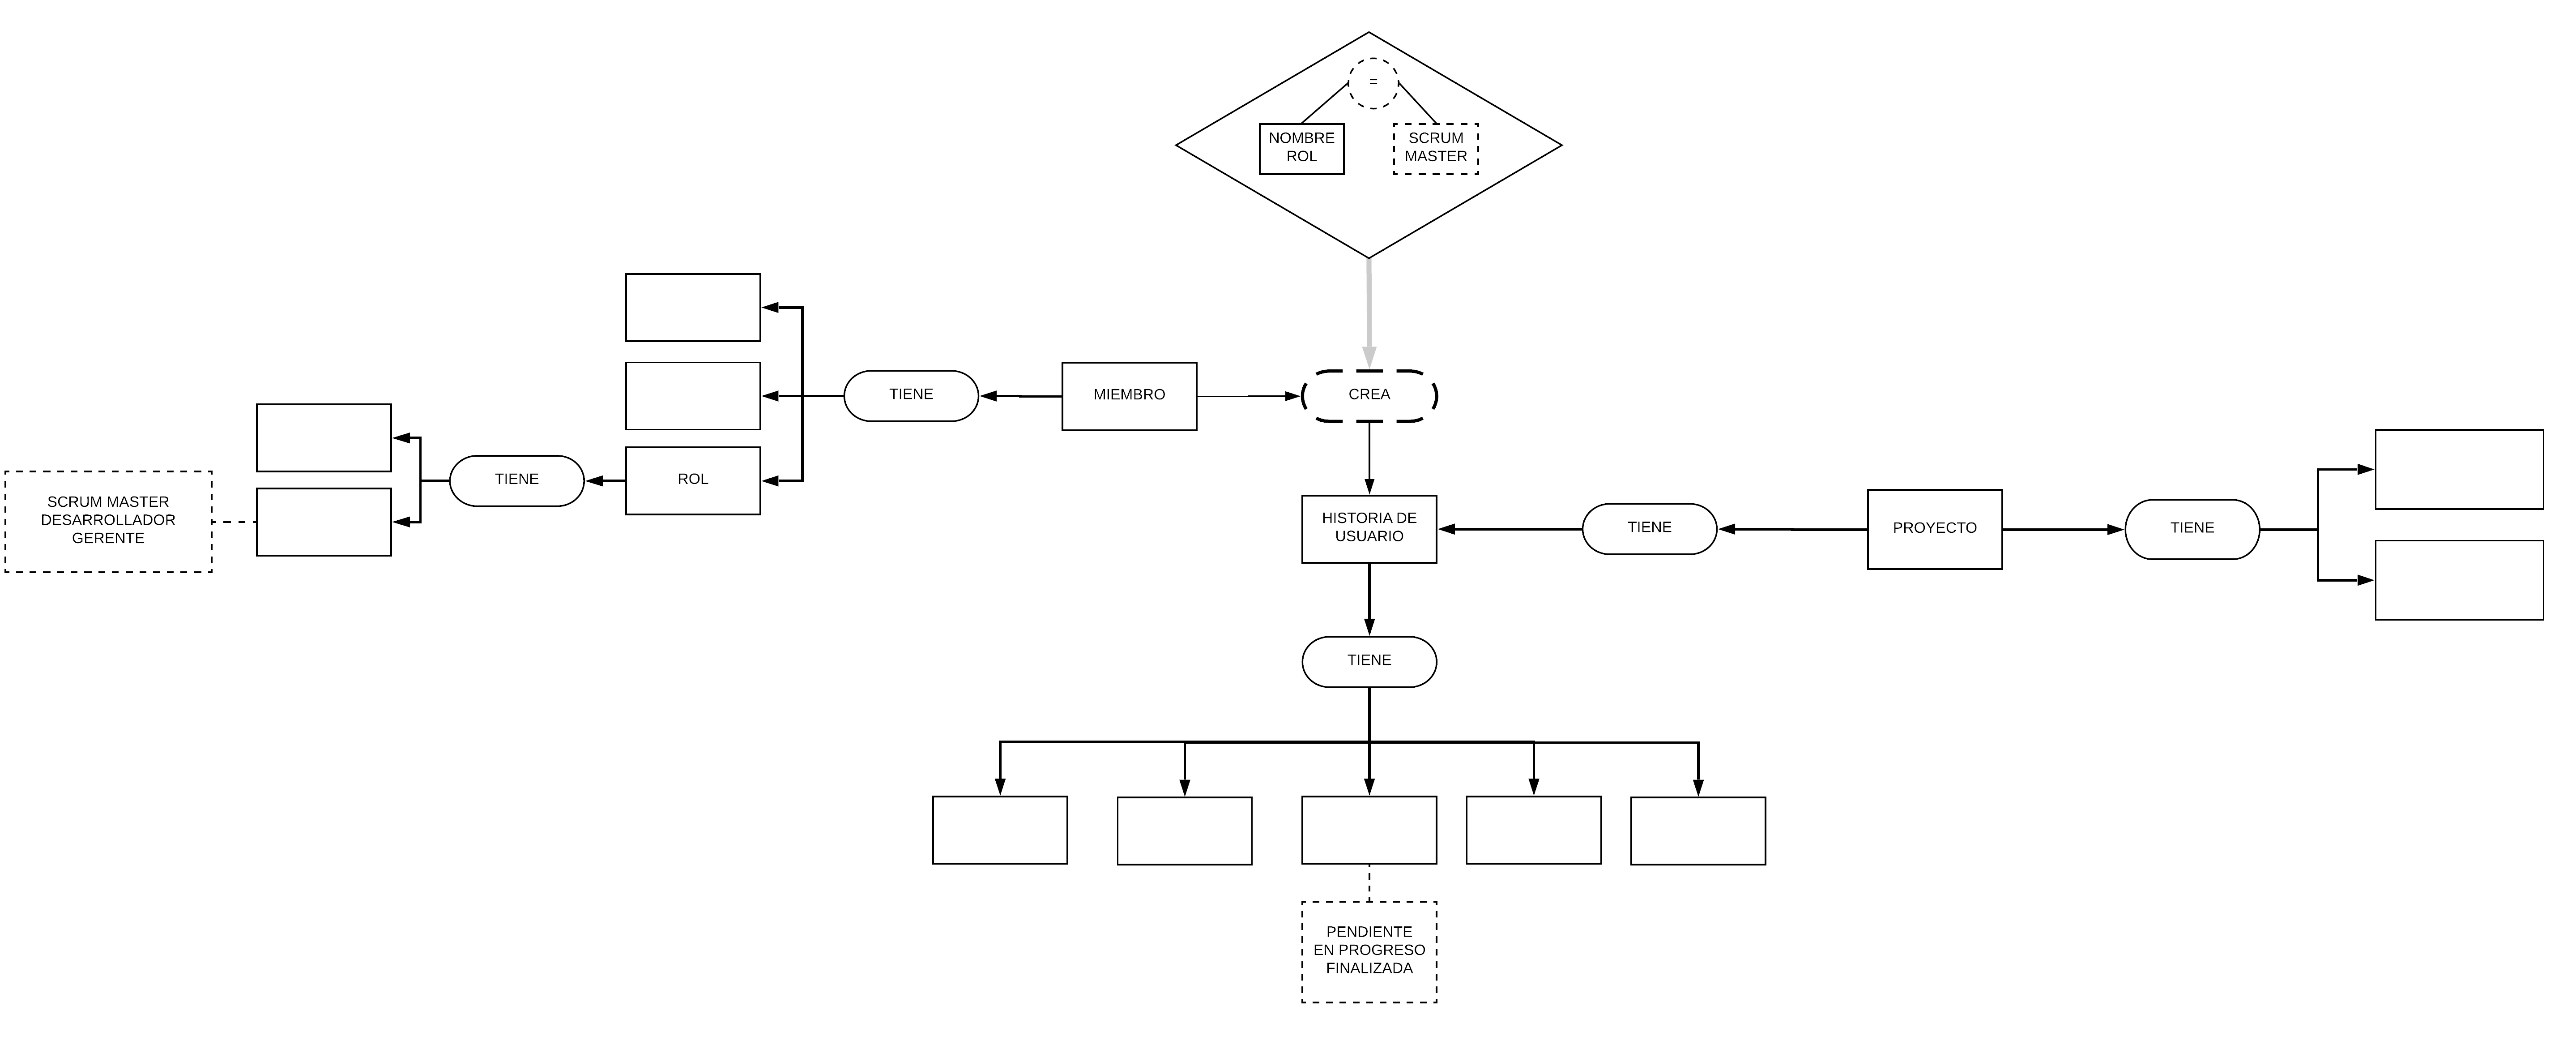 =
NOMBRE
ROL
SCRUM
MASTER
TIENE
MIEMBRO
CREA
ROL
TIENE
SCRUM MASTER
DESARROLLADOR
GERENTE
HISTORIA DE
USUARIO
TIENE
PROYECTO
TIENE
TIENE
PENDIENTE
EN PROGRESO
FINALIZADA